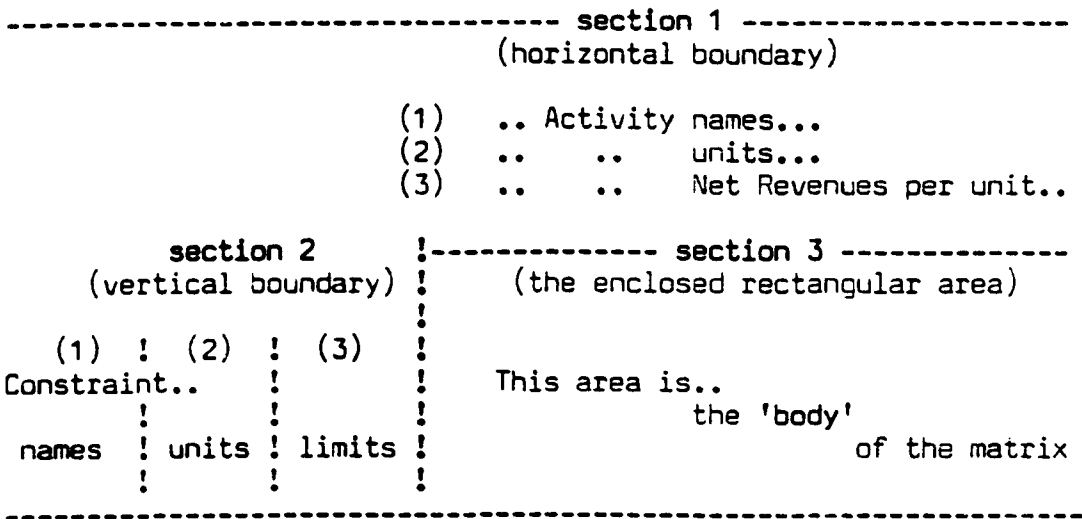 ------------------------------ section 1 -------------------
(horizontal boundary)
(1) .. Activity names...
(2) .. .. units...
(3) .. .. Net Revenues per unit..
section 2 !------------- section 3 --------------
(vertical boundary) ! (the enclosed rectangular area)
!
(1) ! (2) ! (3) !
Constraint.. ! ! This area is..
! ! ! the 'body'
names ! units ! limits ! of the matrix
! ! !
------------------------------------------------------------